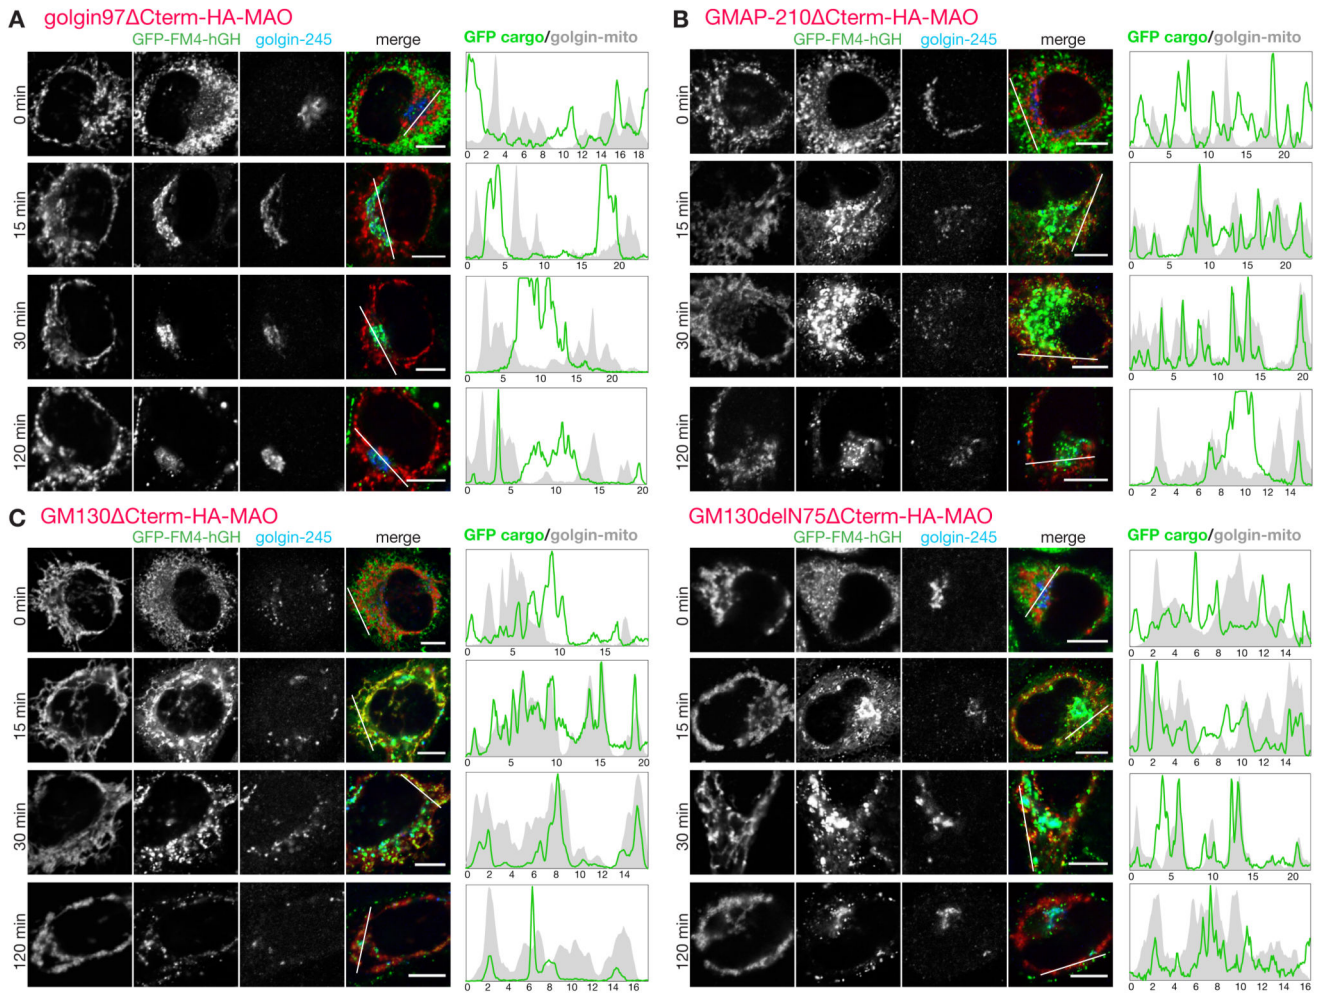 A golgin97ΔCterm-HA-MAO
GFP-FM4-hGH golgin-245 merge GFP cargo/golgin-mito
0 min
0 2 4 6 8 10 12 14 16 18
15 min
0 5 10 15 20
30 min
0 5 10 15 20
120 min
5 10 15 20
B GMAP-210ΔCterm-HA-MAO
GFP-FM4-hGH golgin-245 merge GFP cargo/golgin-mito
0 min
0 5 10 15 20
15 min
0 5 10 15 20
30 min
0 5 10 15 20
120 min
0 2 4 6 8 10 12 14
C GM130ΔCterm-HA-MAO
GFP-FM4-hGH golgin-245 merge GFP cargo/golgin-mito
0 min
5 10 15
15 min
0 5 10 15 20
30 min
0 2 4 6 8 10 12 14
120 min
0 2 4 6 8 10 12 14 16
GM130delN75ΔCterm-HA-MAO
GFP-FM4-hGH golgin-245 merge GFP cargo/golgin-mito
0 min
0 2 4 6 8 10 12 14
15 min
0 2 4 6 8 10 12 14
30 min
5 10 15 20
120 min
0 2 4 6 8 10 12 14 16